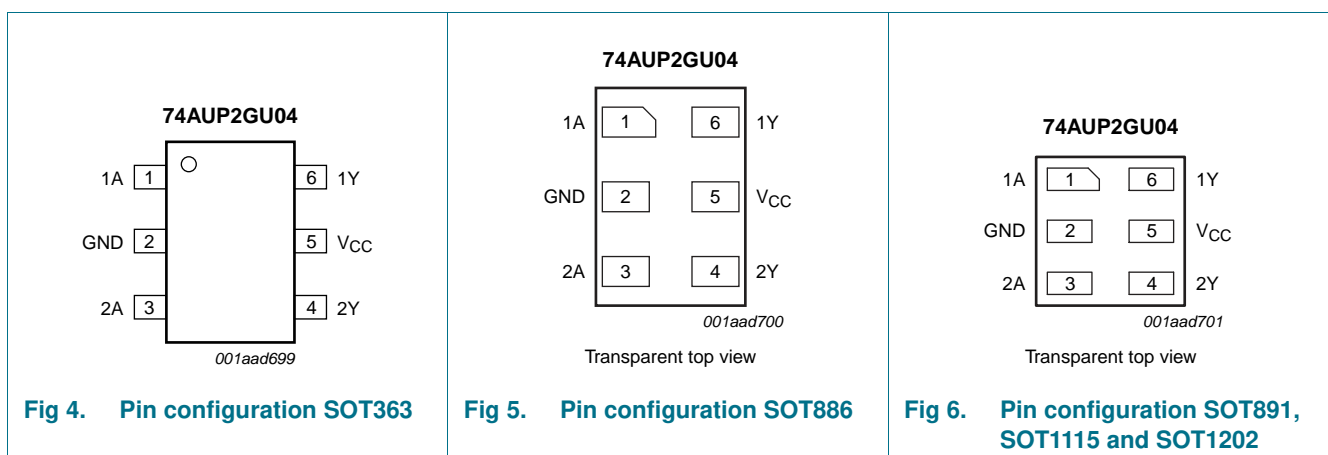 74AUP2GU04
1A 1 6 1Y
GND 2 5 VCC
2A 3 4 2Y
001aad699
Fig 4. Pin configuration SOT363
74AUP2GU04
1A 1 6 1Y
GND 2 5 VCC
2A 3 4 2Y
001aad700
Transparent top view
Fig 5. Pin configuration SOT886
74AUP2GU04
1A 1 6 1Y
GND 2 5 VCC
2A 3 4 2Y
001aad701
Transparent top view
Fig 6. Pin configuration SOT891,
SOT1115 and SOT1202